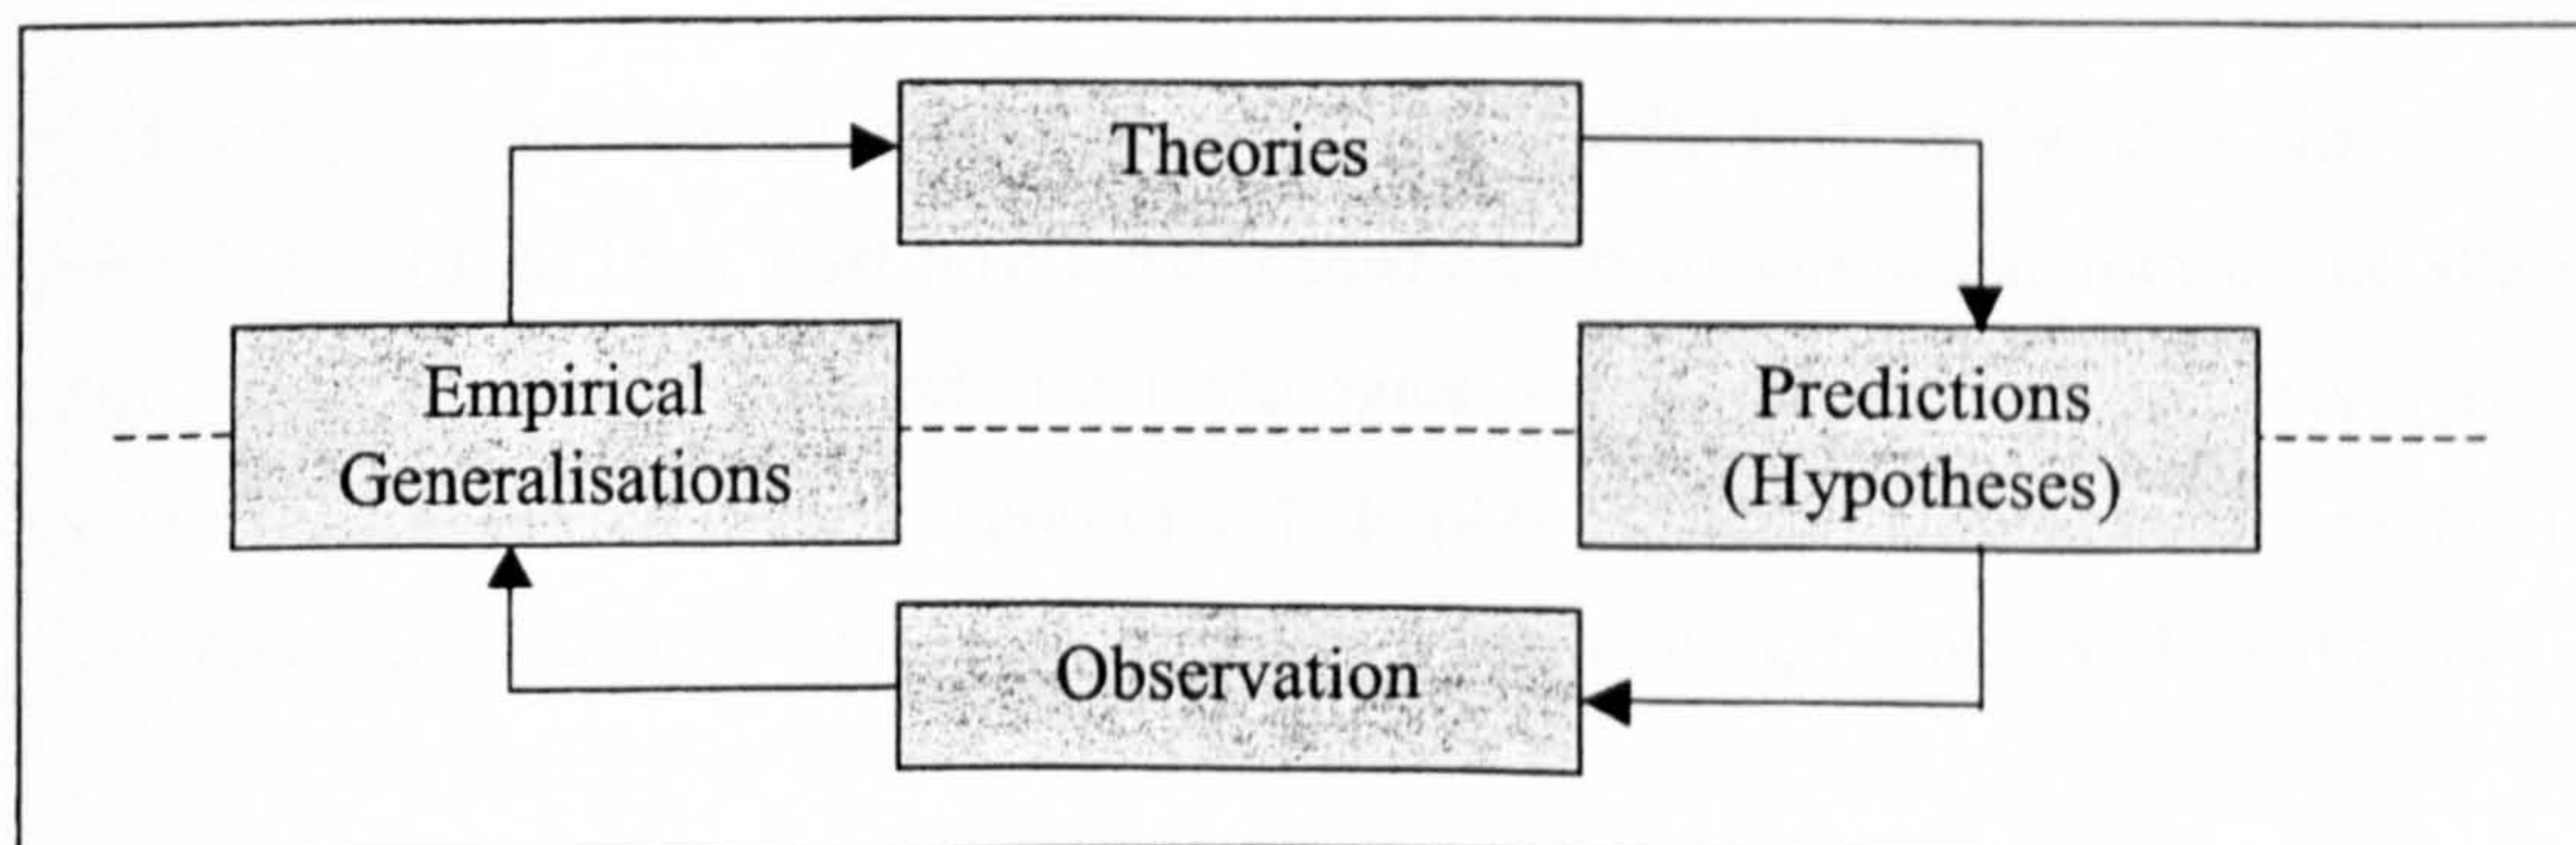 Theories
Empirical
Generalisations
Predictions
(Hypotheses)
Observation